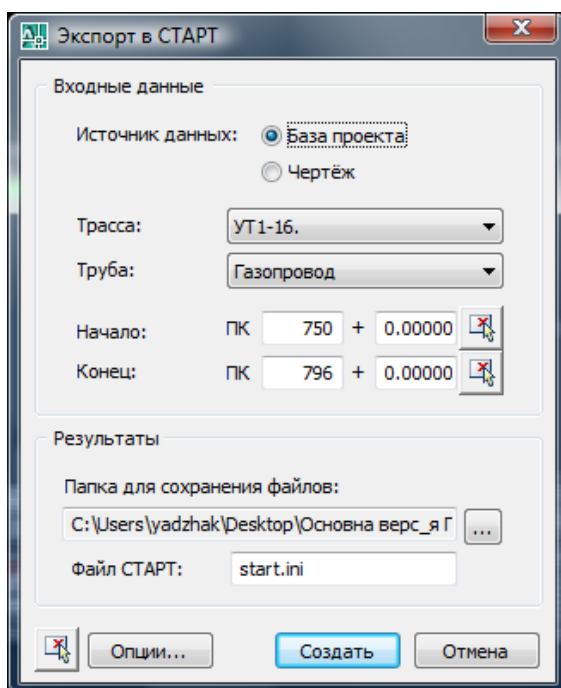 Экспорт в СТАРТ
Входные данные
Источник данных: База проекта
Чертёж
Трасса: УТ1-16.
Труба: Газопровод
Начало: ПК 750 + 0.00000
Конец: ПК 796 + 0.00000
Результаты
Папка для сохранения файлов:
C:\Users\yadzhak\Desktop\Основна верс_я Г ...
Файл СТАРТ: start.ini
Опции... Создать Отмена